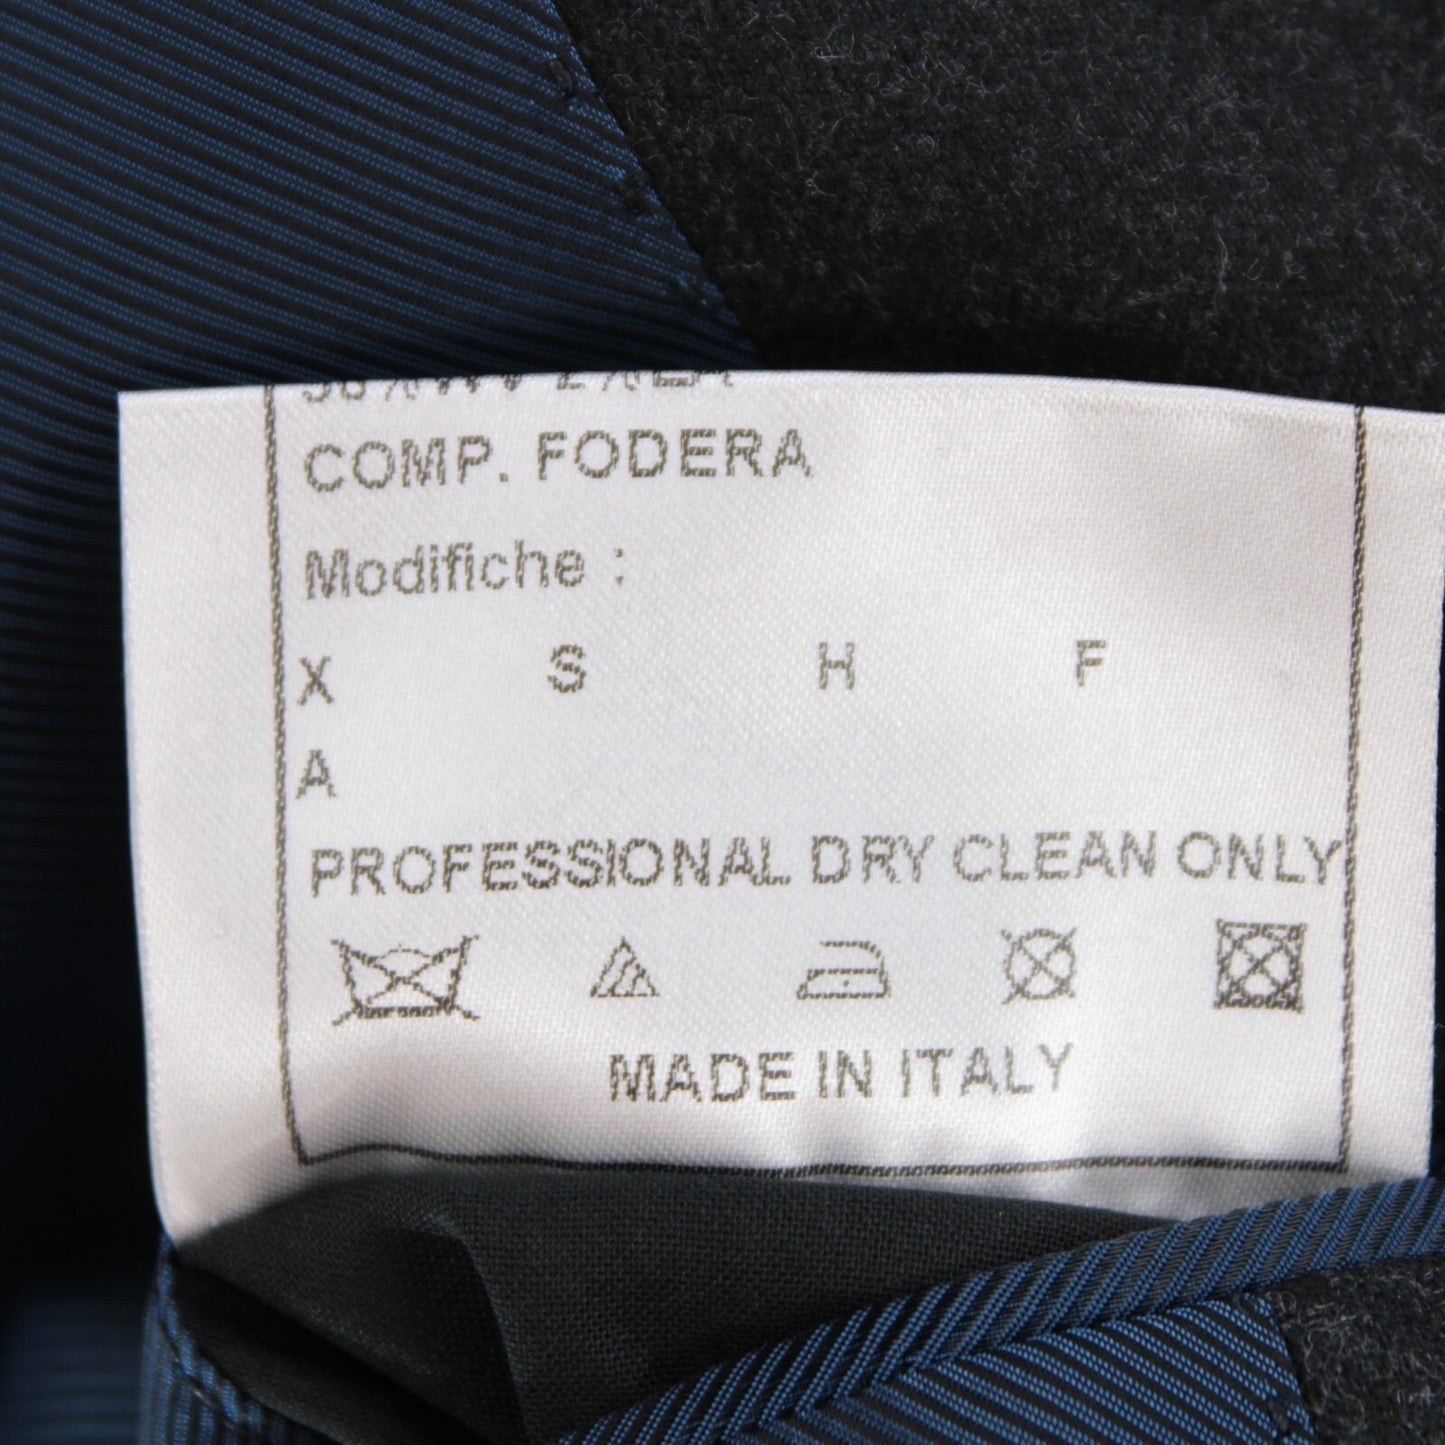 COMP. FODERA
Modifiche :
X S H F
A
PROFESSIONAL DRY CLEAN ONLY
MADE IN ITALY